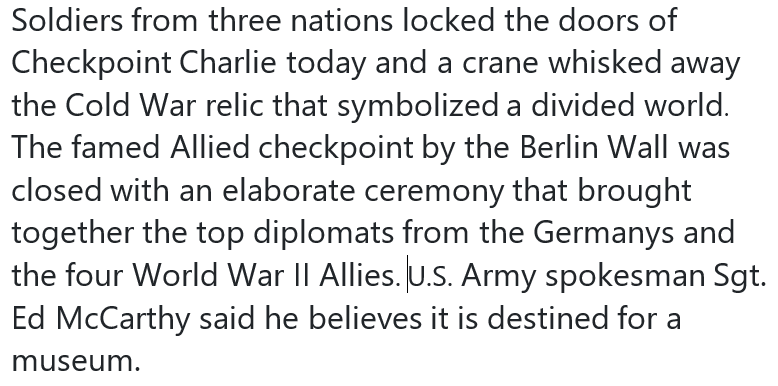 Soldiers from three nations locked the doors of
Checkpoint Charlie today and a crane whisked away
the Cold War relic that symbolized a divided world.
The famed Allied checkpoint by the Berlin Wall was
closed with an elaborate ceremony that brought
together the top diplomats from the Germanys and
the four World War II Allies. U.S. Army spokesman Sgt.
Ed McCarthy said he believes it is destined for a
museum.